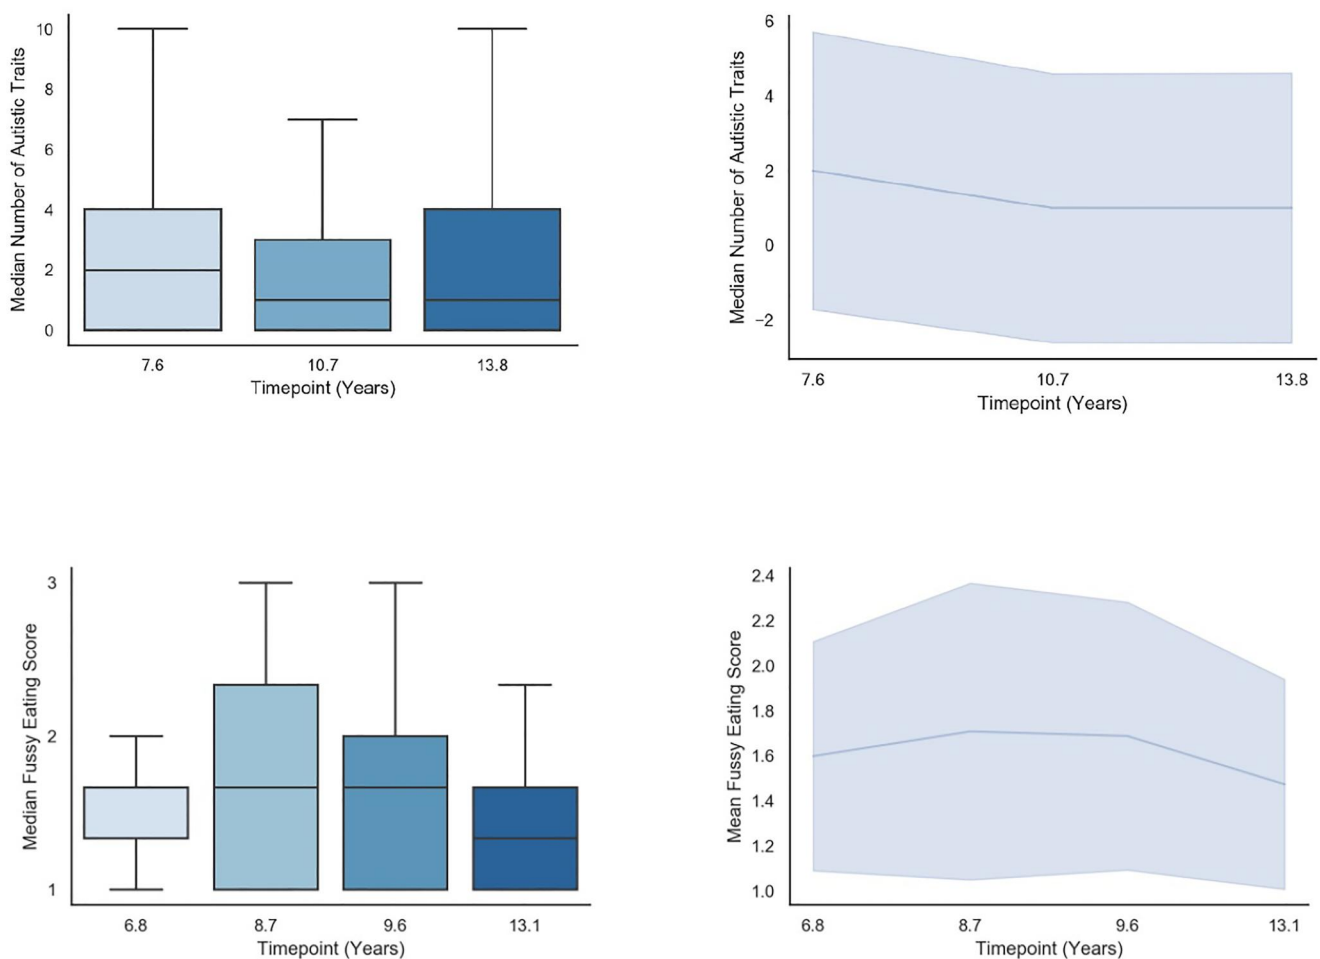 Median Number of Autistic Traits
10
8
6
4
2
0
7.6 10.7 13.8
Timepoint (Years)
Median Number of Autistic Traits
6
4
2
0
−2
7.6 10.7 13.8
Timepoint (Years)
Median Fussy Eating Score
3
2
1
6.8 8.7 9.6 13.1
Timepoint (Years)
Mean Fussy Eating Score
2.4
2.2
2.0
1.8
1.6
1.4
1.2
1.0
6.8 8.7 9.6 13.1
Timepoint (Years)